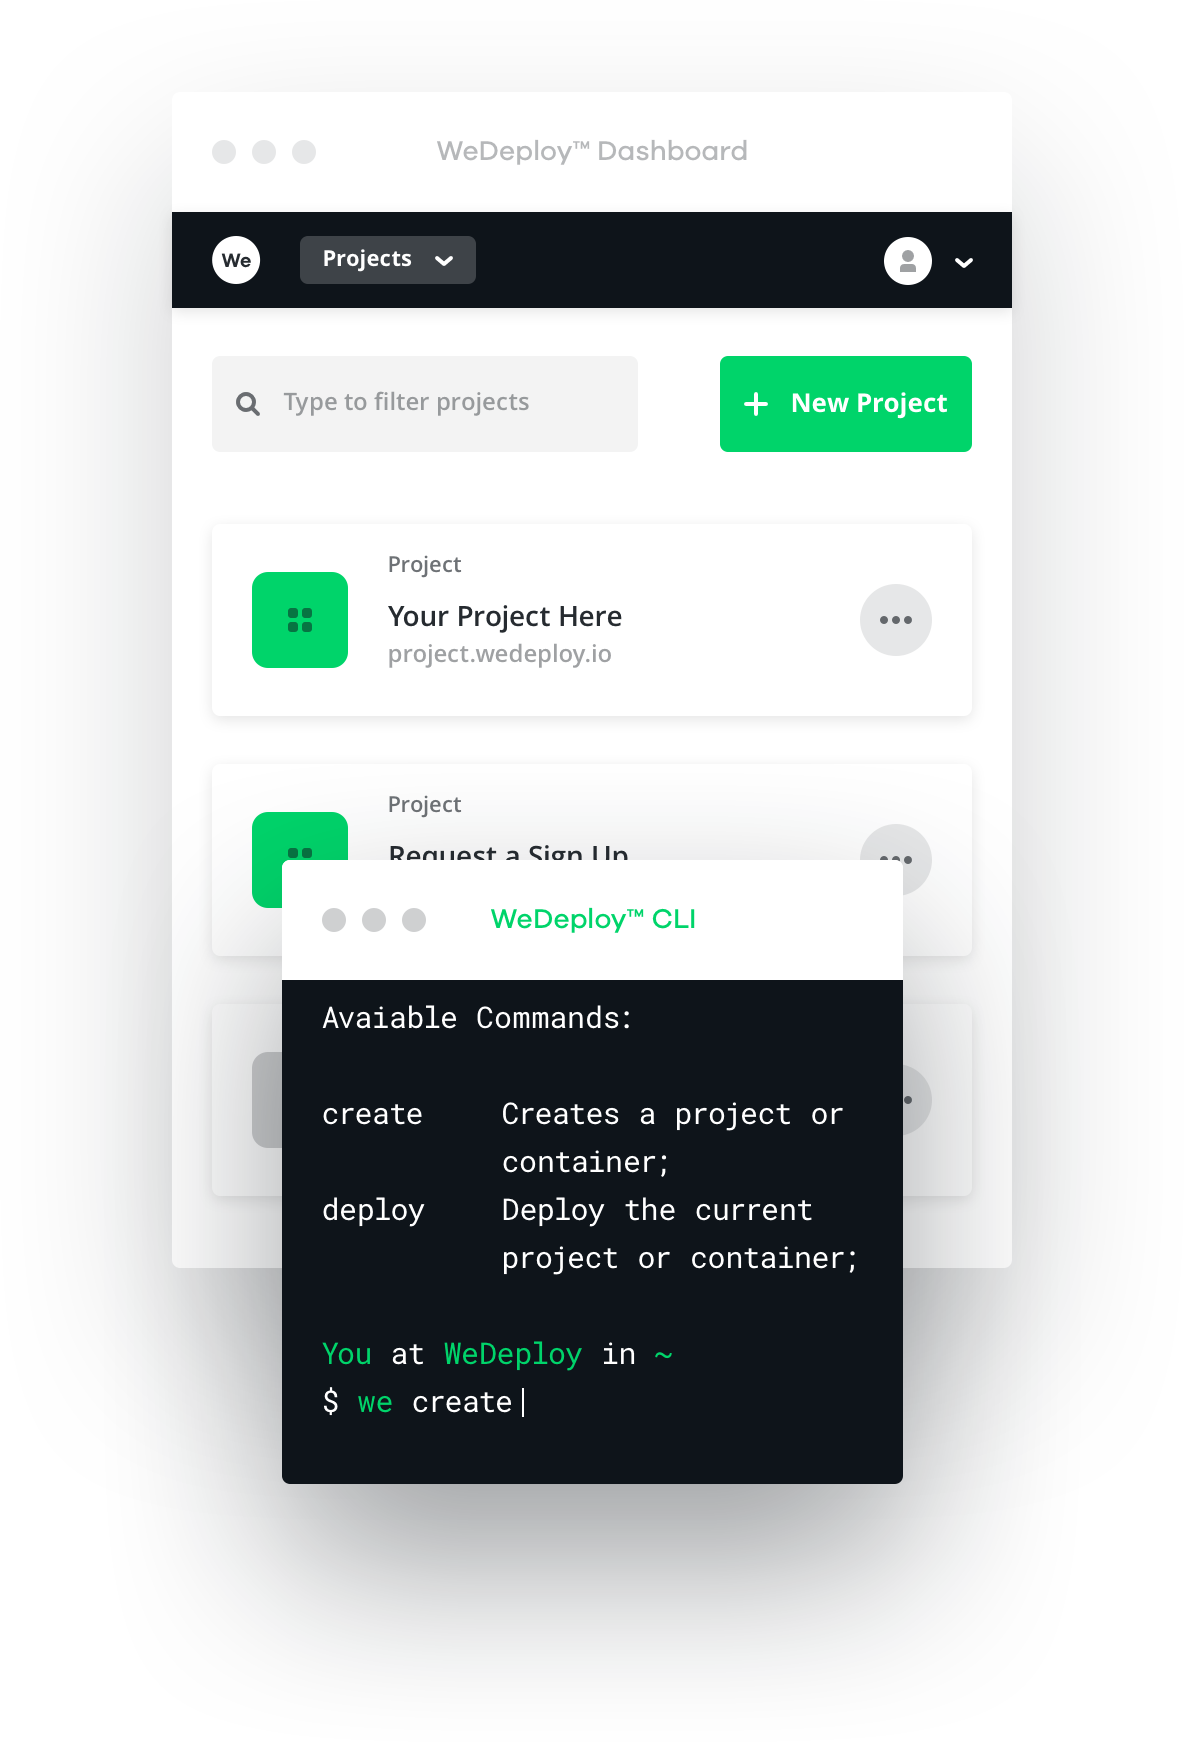 WeDeploy™ Dashboard
We
Projects
Type to filter projects
New Project
Project
Your Project Here
project.wedeploy.io
Project
Request a Sign Up
WeDeploy™ CLI
Avaiable Commands:
create Creates a project or
container;
deploy Deploy the current
project or container;
You at WeDeploy in ~
$ we create